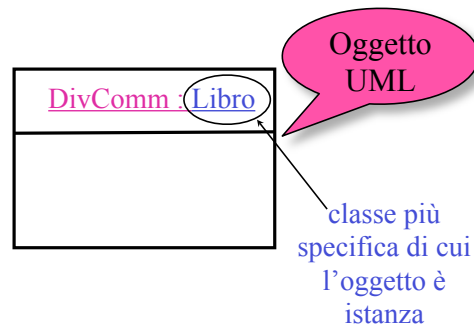 Oggetto
UML
DivComm : Libro
classe più
specifica di cui
l'oggetto è
istanza